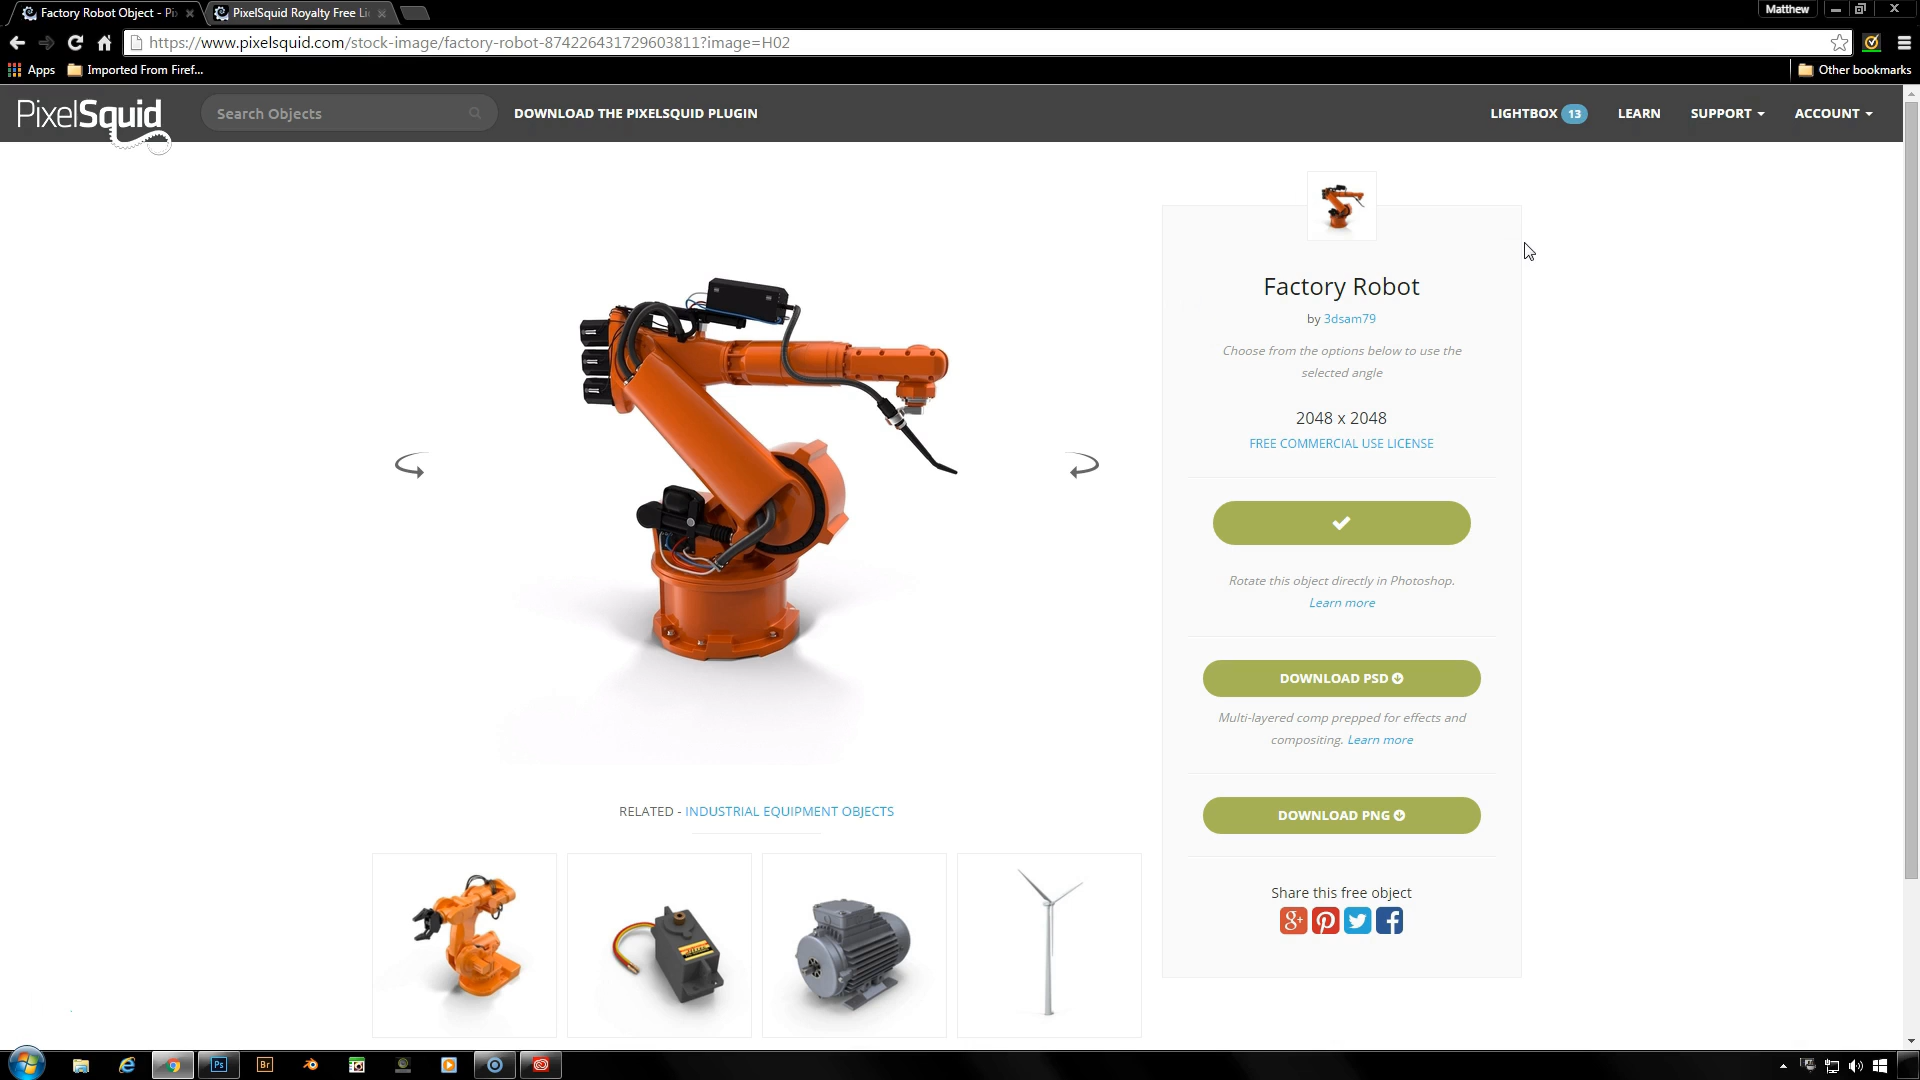 Factory Robot Object - Pi
PixelSquid Royalty Free Li
Matthew
https://www.pixelsquid.com/stock-image/factory-robot-874226431729603811?image=H02
Apps
Imported From Firef...
Other bookmarks
PixelSquid
Search Objects
DOWNLOAD THE PIXELSQUID PLUGIN
LIGHTBOX 13
LEARN
SUPPORT
ACCOUNT
Factory Robot
by 3dsam79
Choose from the options below to use the
selected angle
2048 x 2048
FREE COMMERCIAL USE LICENSE
Rotate this object directly in Photoshop.
Learn more
DOWNLOAD PSD
Multi-layered comp prepped for effects and
compositing. Learn more
DOWNLOAD PNG
Share this free object
g+
RELATED - INDUSTRIAL EQUIPMENT OBJECTS
Ps
Br